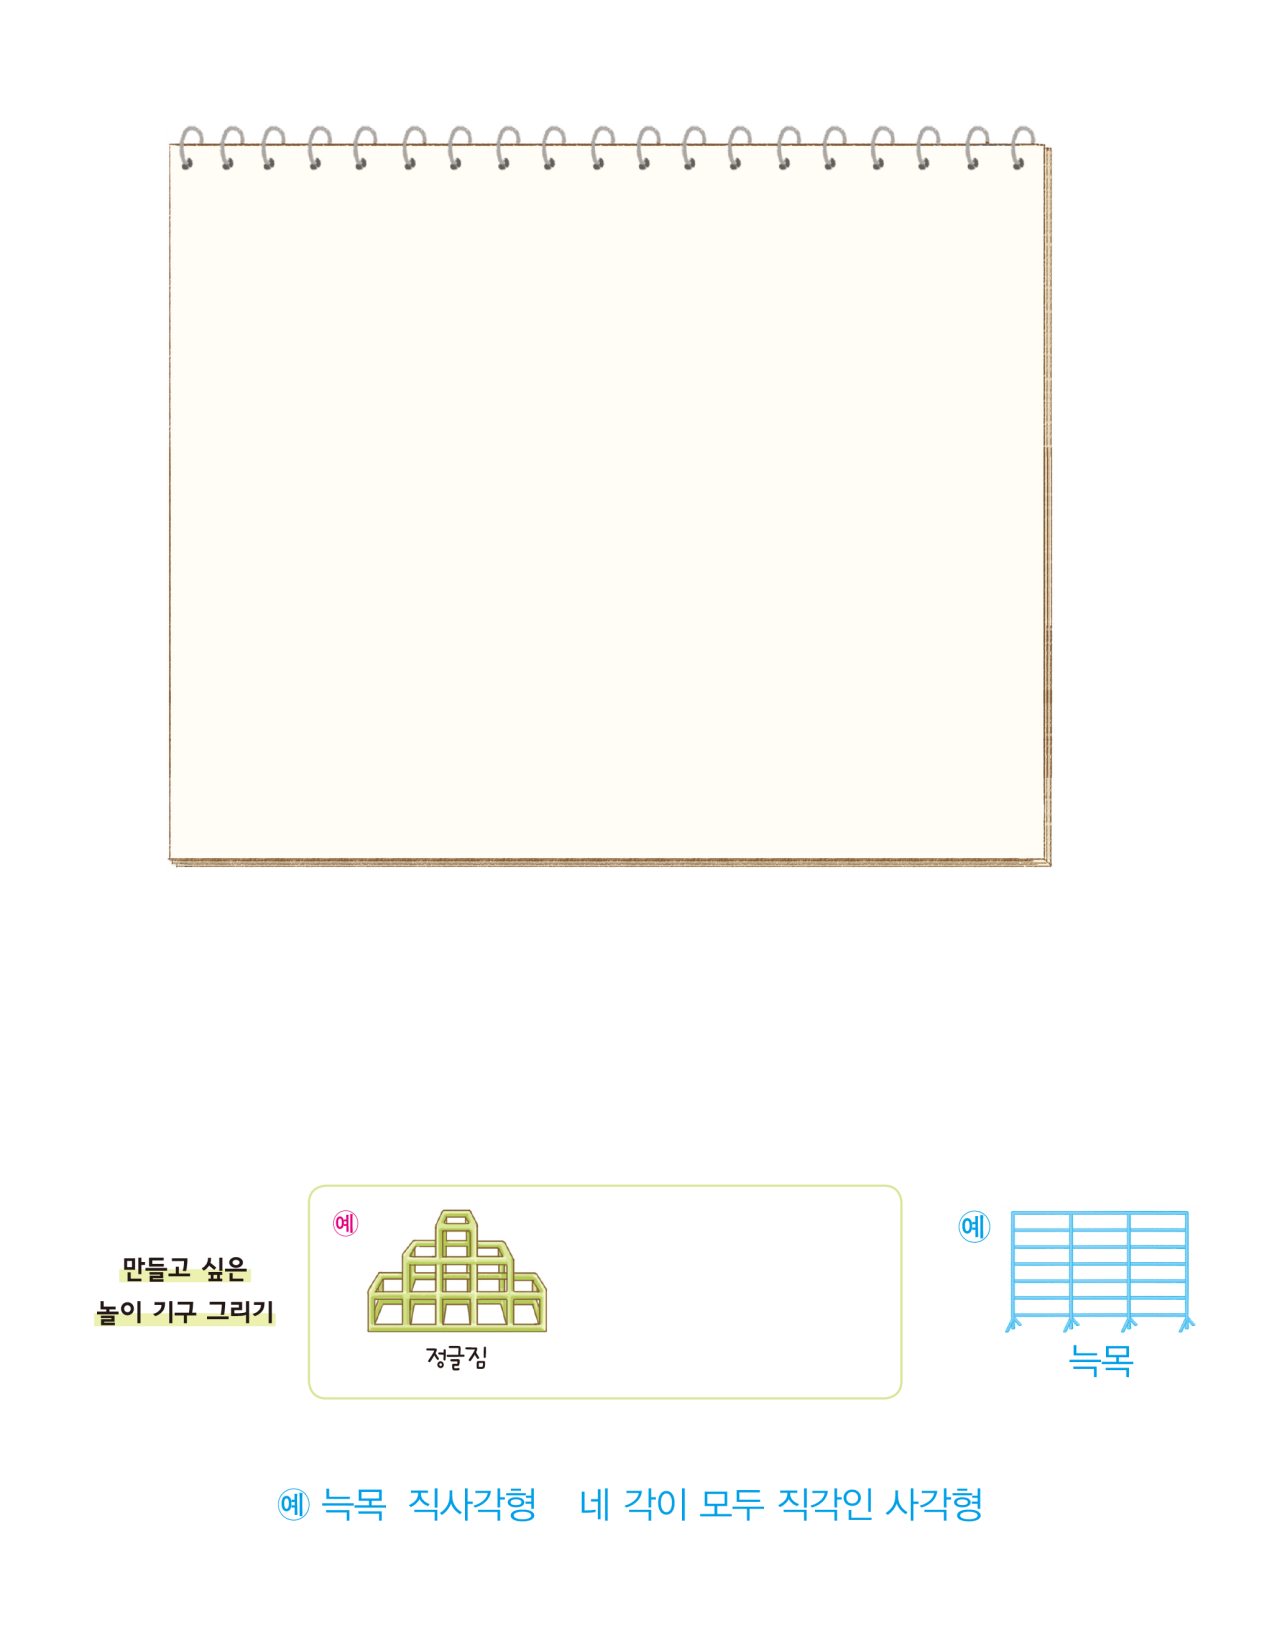 만들고 싶은
놀이 기구 그리기
예
정글짐
예
늑목
예 늑목 직사각형 네 각이 모두 직각인 사각형